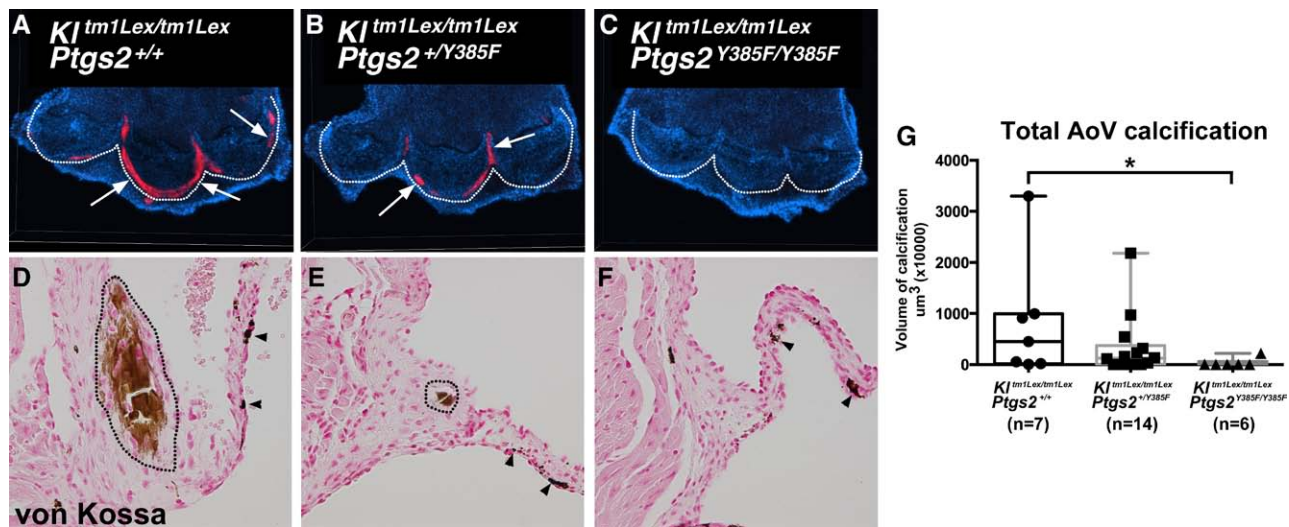 A Kl tm1Lex/tm1Lex
Ptgs2 +/+
B Kl tm1Lex/tm1Lex
Ptgs2 +/Y385F
C Kl tm1Lex/tm1Lex
Ptgs2 Y385F/Y385F
D
von Kossa
E
F
G
Total AoV calcification
Volume of calcification
um³ (x10000)
4000
3000
2000
1000
0
*
Kl tm1Lex/tm1Lex
Ptgs2 +/+
(n=7)
Kl tm1Lex/tm1Lex
Ptgs2 +/Y385F
(n=14)
Kl tm1Lex/tm1Lex
Ptgs2 Y385F/Y385F
(n=6)